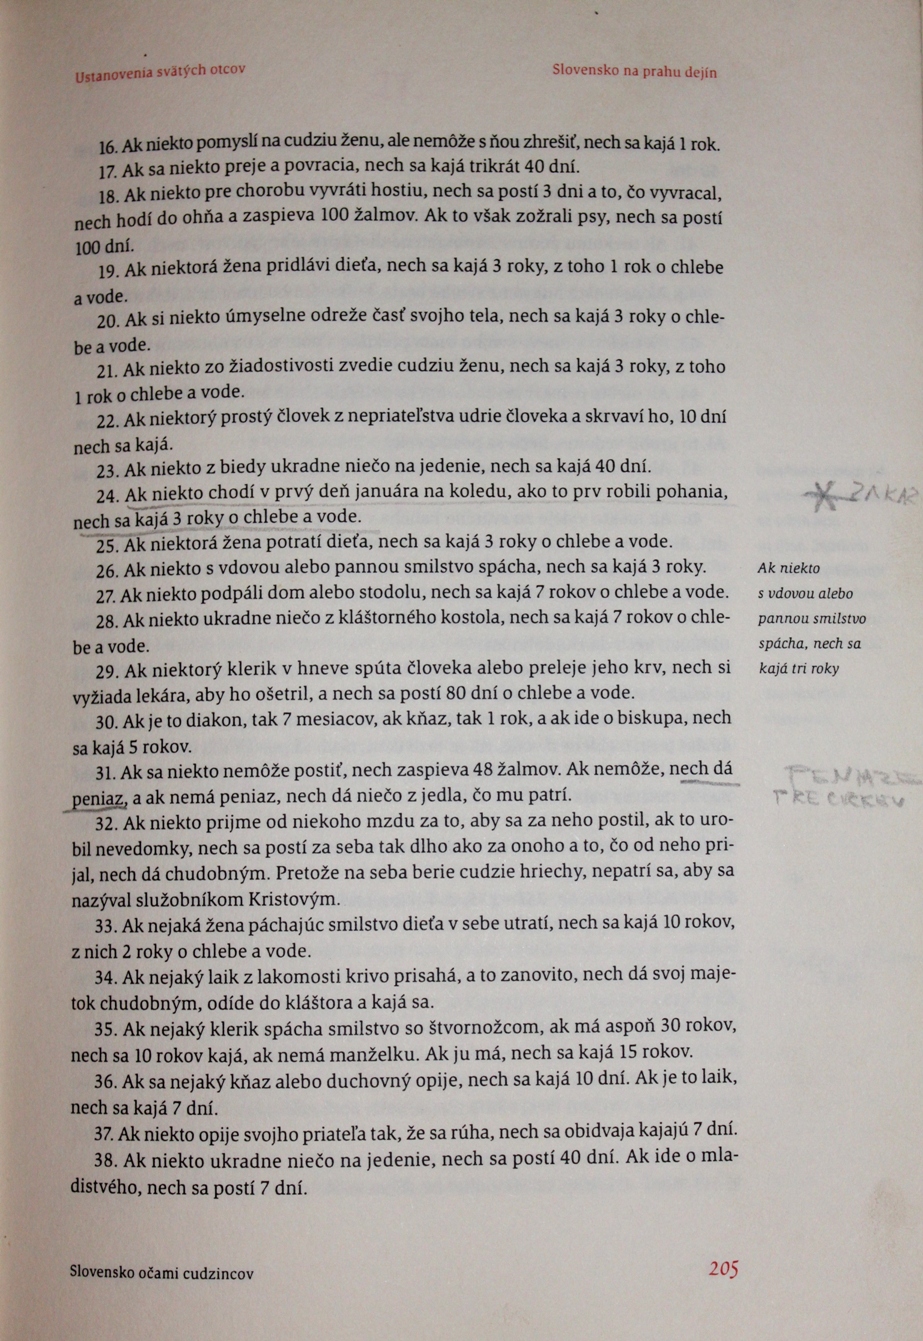 Ustanovenia svätých otcov
Slovensko na prahu dejín
16. Ak niekto pomyslí na cudziu ženu, ale nemôže s ňou zhrešiť, nech sa kajá 1 rok.
17. Ak sa niekto preje a povracia, nech sa kajá trikrát 40 dní.
18. Ak niekto pre chorobu vyvráti hostiu, nech sa postí 3 dni a to, čo vyvracal,
nech hodí do ohňa a zaspieva 100 žalmov. Ak to však zožrali psy, nech sa postí
100 dní.
19. Ak niektorá žena pridlávi dieťa, nech sa kajá 3 roky, z toho 1 rok o chlebe
a vode.
20. Ak si niekto úmyselne odreže časť svojho tela, nech sa kajá 3 roky o chle-
be a vode.
21. Ak niekto zo žiadostivosti zvedie cudziu ženu, nech sa kajá 3 roky, z toho
1 rok o chlebe a vode.
22. Ak niektorý prostý človek z nepriateľstva udrie človeka a skrvaví ho, 10 dní
nech sa kajá.
23. Ak niekto z biedy ukradne niečo na jedenie, nech sa kajá 40 dní.
24. Ak niekto chodí v prvý deň januára na koledu, ako to prv robili pohania,
nech sa kajá 3 roky o chlebe a vode.
25. Ak niektorá žena potratí dieťa, nech sa kajá 3 roky o chlebe a vode.
26. Ak niekto s vdovou alebo pannou smilstvo spácha, nech sa kajá 3 roky.
27. Ak niekto podpáli dom alebo stodolu, nech sa kajá 7 rokov o chlebe a vode.
28. Ak niekto ukradne niečo z kláštorného kostola, nech sa kajá 7 rokov o chle-
be a vode.
29. Ak niektorý klerik v hneve spúta človeka alebo preleje jeho krv, nech si
vyžiada lekára, aby ho ošetril, a nech sa postí 80 dní o chlebe a vode.
30. Ak je to diakon, tak 7 mesiacov, ak kňaz, tak 1 rok, a ak ide o biskupa, nech
sa kajá 5 rokov.
31. Ak sa niekto nemôže postiť, nech zaspieva 48 žalmov. Ak nemôže, nech dá
peniaz, a ak nemá peniaz, nech dá niečo z jedla, čo mu patrí.
32. Ak niekto prijme od niekoho mzdu za to, aby sa za neho postil, ak to uro-
bil nevedomky, nech sa postí za seba tak dlho ako za onoho a to, čo od neho pri-
jal, nech dá chudobným. Pretože na seba berie cudzie hriechy, nepatrí sa, aby sa
nazýval služobníkom Kristovým.
33. Ak nejaká žena páchajúc smilstvo dieťa v sebe utratí, nech sa kajá 10 rokov,
z nich 2 roky o chlebe a vode.
34. Ak nejaký laik z lakomosti krivo prisahá, a to zanovito, nech dá svoj maje-
tok chudobným, odíde do kláštora a kajá sa.
35. Ak nejaký klerik spácha smilstvo so štvornožcom, ak má aspoň 30 rokov,
nech sa 10 rokov kajá, ak nemá manželku. Ak ju má, nech sa kajá 15 rokov.
36. Ak sa nejaký kňaz alebo duchovný opije, nech sa kajá 10 dní. Ak je to laik,
nech sa kajá 7 dní.
37. Ak niekto opije svojho priateľa tak, že sa rúha, nech sa obidvaja kajajú 7 dní.
38. Ak niekto ukradne niečo na jedenie, nech sa postí 40 dní. Ak ide o mla-
distvého, nech sa postí 7 dní.
ZÁKAZ
Ak niekto
s vdovou alebo
pannou smilstvo
spácha, nech sa
kajá tri roky
PENIAZE
PRE CIRKEV
Slovensko očami cudzincov
205